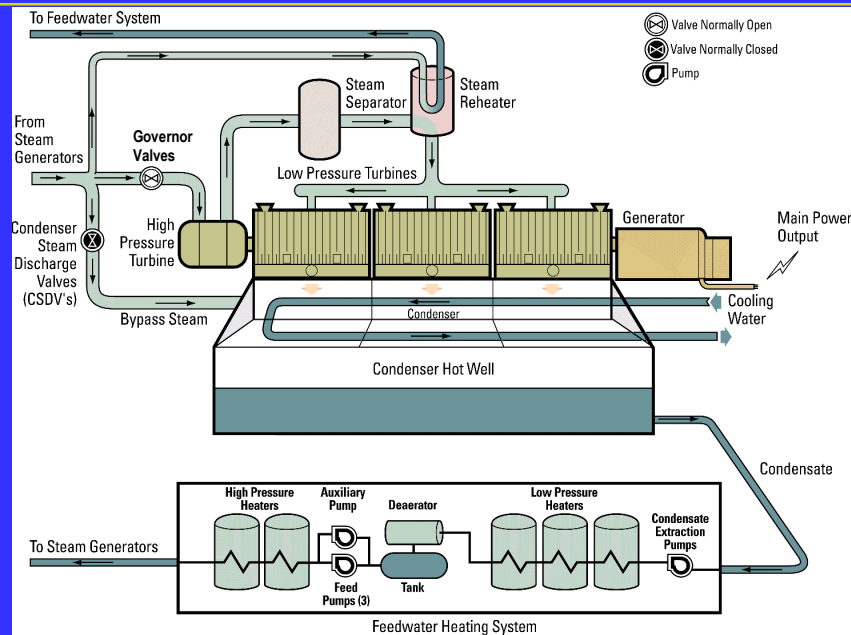 To Feedwater System
Valve Normally Open
Valve Normally Closed
Pump
Steam
Separator
Steam
Reheater
From
Steam
Generators
Governor
Valves
Low Pressure Turbines
High
Pressure
Turbine
Generator
Main Power
Output
Condenser
Steam
Discharge
Valves
(CSDV's)
Bypass Steam
Condenser
Cooling
Water
Condenser Hot Well
Condensate
High Pressure
Heaters
Auxiliary
Pump
Deaerator
Low Pressure
Heaters
Condensate
Extraction
Pumps
To Steam Generators
Feed
Pumps (3)
Tank
Feedwater Heating System